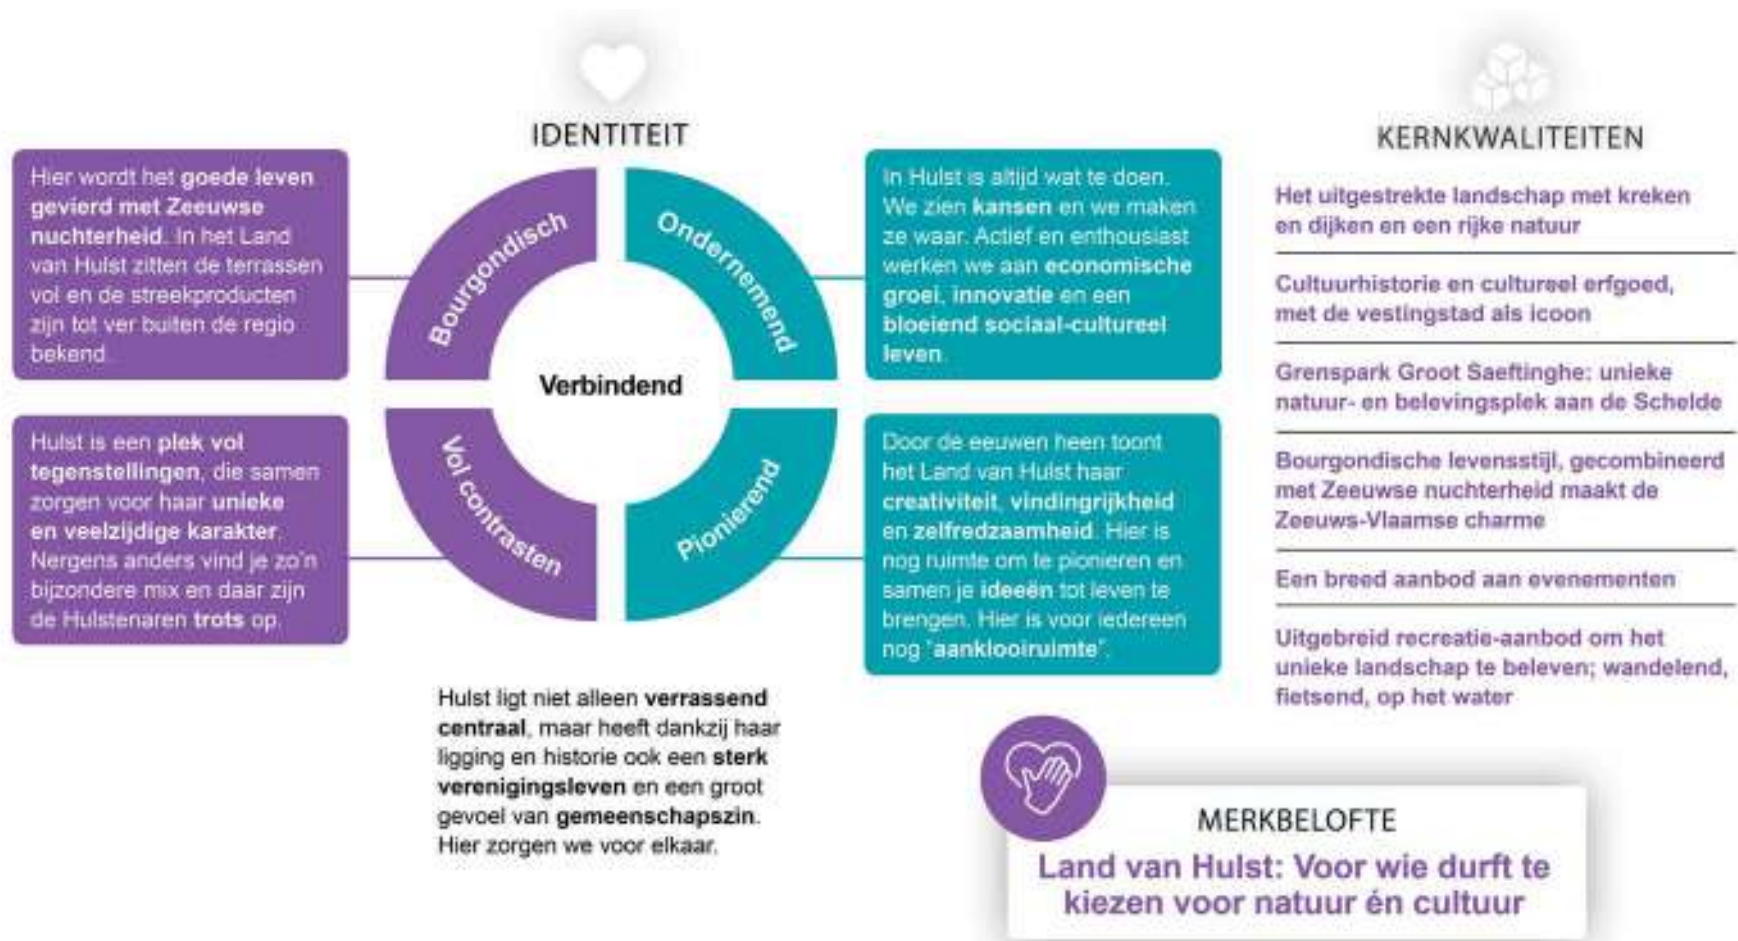 IDENTITEIT
Hier wordt het goede leven
gevierd met Zeeuwse
nuchterheid. In het Land
van Hulst zitten de terrassen
vol en de streekproducten
zijn tot ver buiten de regio
bekend.
Hulst is een plek vol
tegenstellingen, die samen
zorgen voor haar unieke
en veelzijdige karakter.
Nergens anders vind je zo'n
bijzondere mix en daar zijn
de Hulstenaren trots op.
Bourgondisch
Ondernemend
Verbindend
Vol contrasten
Pionierend
In Hulst is altijd wat te doen.
We zien kansen en we maken
ze waar. Actief en enthousiast
werken we aan economische
groei, innovatie en een
bloeiend sociaal-cultureel
leven.
Door de eeuwen heen toont
het Land van Hulst haar
creativiteit, vindingrijkheid
en zelfredzaamheid. Hier is
nog ruimte om te pionieren en
samen je ideeën tot leven te
brengen. Hier is voor iedereen
nog "aanklooiruimte".
Hulst ligt niet alleen verrassend
centraal, maar heeft dankzij haar
ligging en historie ook een sterk
verenigingsleven en een groot
gevoel van gemeenschapszin.
Hier zorgen we voor elkaar.
KERNKWALITEITEN
Het uitgestrekte landschap met kreken
en dijken en een rijke natuur
Cultuurhistorie en cultureel erfgoed,
met de vestingstad als icoon
Grenspark Groot Saeftinghe: unieke
natuur- en belevingsplek aan de Schelde
Bourgondische levensstijl, gecombineerd
met Zeeuwse nuchterheid maakt de
Zeeuws-Vlaamse charme
Een breed aanbod aan evenementen
Uitgebreid recreatie-aanbod om het
unieke landschap te beleven; wandelend,
fietsend, op het water
MERKBELOFTE
Land van Hulst: Voor wie durft te
kiezen voor natuur én cultuur